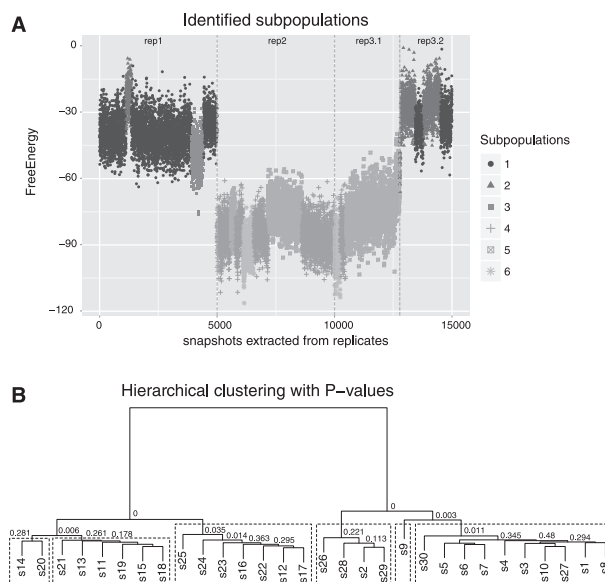 A
Identified subpopulations
rep1
rep2
rep3.1
rep3.2
0
−30
−60
−90
−120
FreeEnergy
0
5000
10000
15000
snapshots extracted from replicates
Subpopulations
1
2
3
4
5
6
B
Hierarchical clustering with P-values
0
0
0.003
0.281
0.006
0.261
0.178
0.035
0.014
0.363
0.295
0.221
0.113
0.011
0.345
0.48
0.294
s14
s20
s21
s13
s11
s19
s15
s18
s25
s24
s23
s16
s22
s12
s17
s26
s28
s2
s29
s9
s30
s5
s6
s7
s4
s3
s10
s27
s1
s8